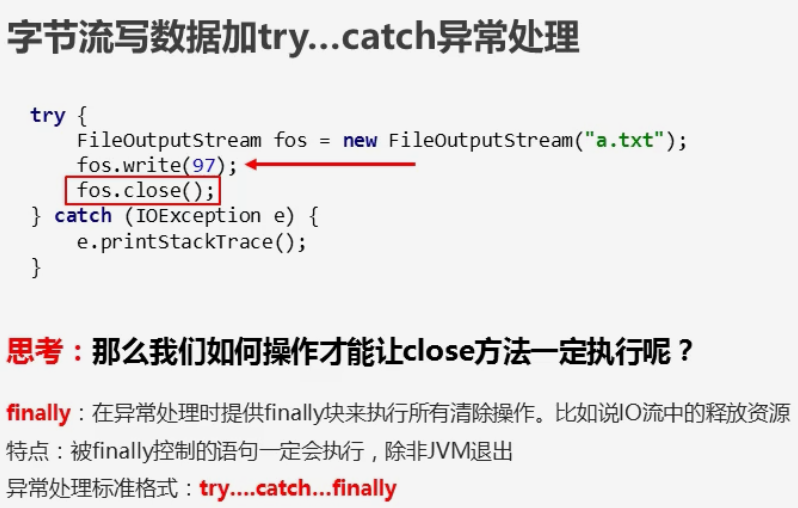 字节流写数据加try...catch异常处理
try {
    FileOutputStream fos = new FileOutputStream("a.txt");
    fos.write(97);
    fos.close();
} catch (IOException e) {
    e.printStackTrace();
}
思考：那么我们如何操作才能让close方法一定执行呢？
finally：在异常处理时提供finally块来执行所有清除操作。比如说IO流中的释放资源
特点：被finally控制的语句一定会执行，除非JVM退出
异常处理标准格式：try....catch...finally